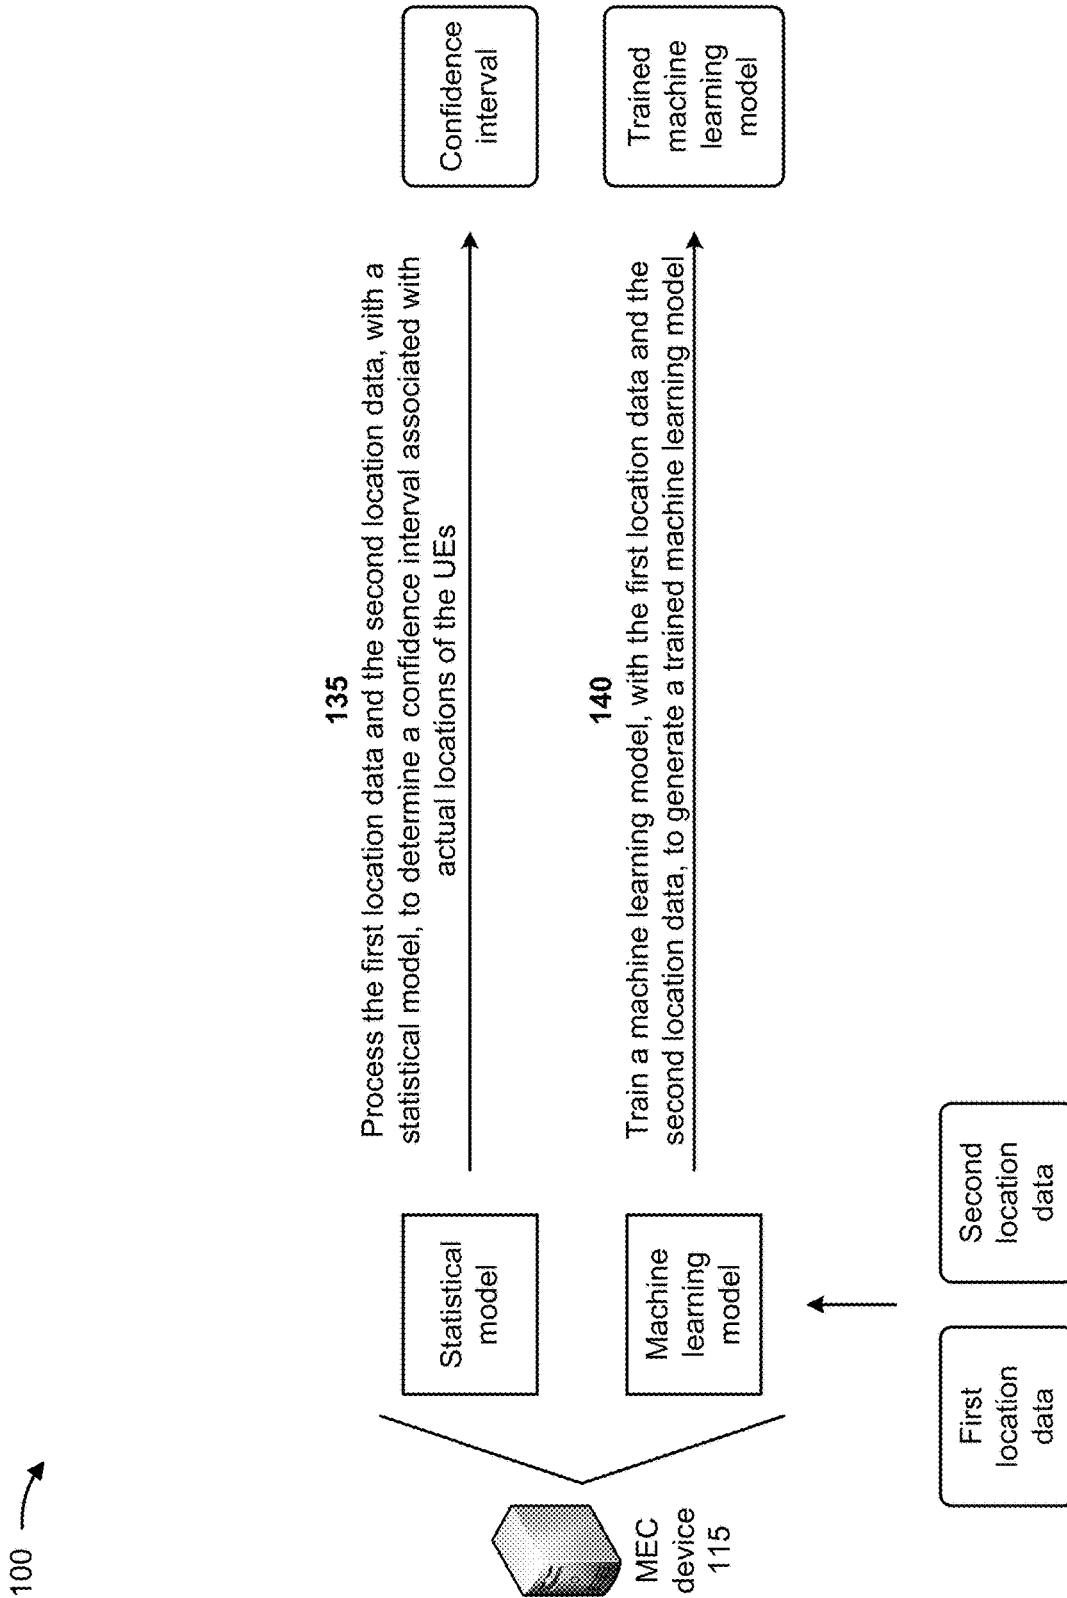 100
135
Process the first location data and the second location data, with a
statistical model, to determine a confidence interval associated with
actual locations of the UEs
Statistical
model
Confidence
interval
140
Train a machine learning model, with the first location data and the
second location data, to generate a trained machine learning model
Machine
learning
model
Trained
machine
learning
model
MEC
device
115
First
location
data
Second
location
data